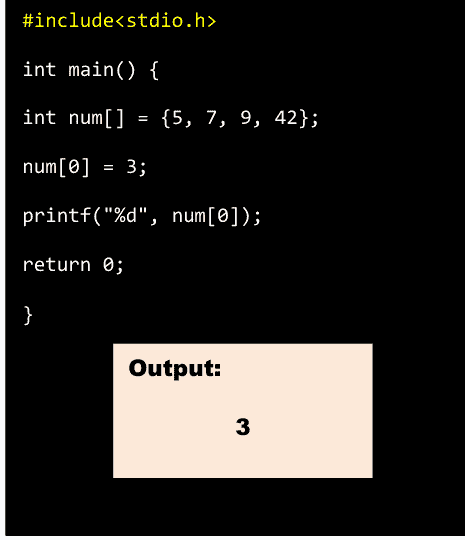 #include<stdio.h>
int main() {
int num[] = {5, 7, 9, 42};
num[0] = 3;
printf("%d", num[0]);
return 0;
}
Output:
3